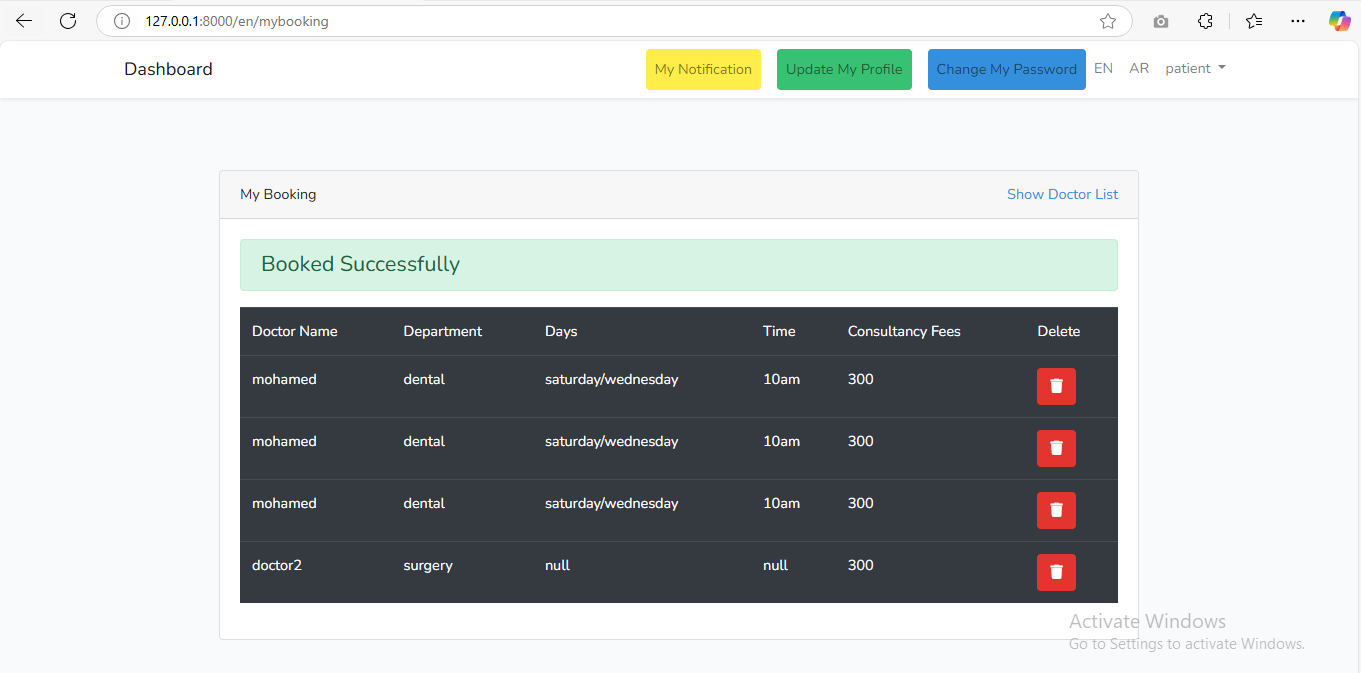 127.0.0.1:8000/en/mybooking
Dashboard My Notification Update My Profile Change My Password EN AR patient
My Booking Show Doctor List
Booked Successfully
Doctor Name Department Days Time Consultancy Fees Delete
mohamed dental saturday/wednesday 10am 300
mohamed dental saturday/wednesday 10am 300
mohamed dental saturday/wednesday 10am 300
doctor2 surgery null null 300
Activate Windows
Go to Settings to activate Windows.